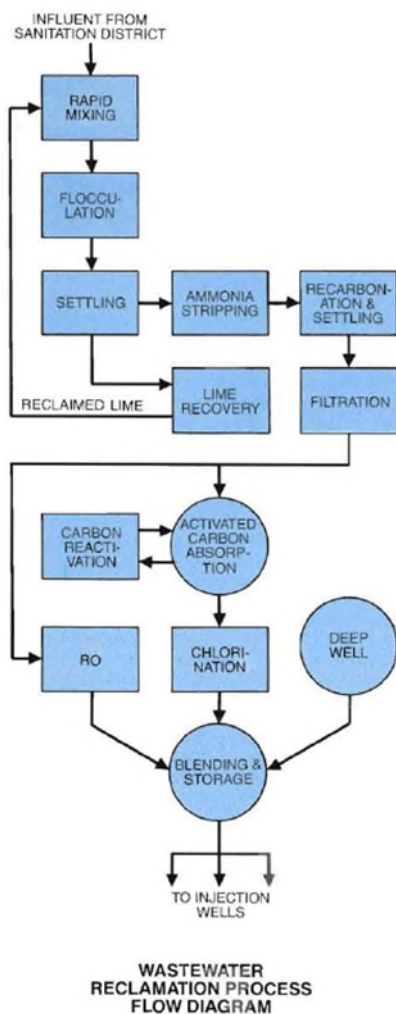 INFLUENT FROM
SANITATION DISTRICT
RAPID
MIXING
FLOCCU-
LATION
SETTLING
AMMONIA
STRIPPING
RECARBON-
ATION &
SETTLING
LIME
RECOVERY
RECLAIMED LIME
FILTRATION
CARBON
REACTI-
VATION
ACTIVATED
CARBON
ABSORP-
TION
RO
CHLORI-
NATION
DEEP
WELL
BLENDING &
STORAGE
TO INJECTION
WELLS
WASTEWATER
RECLAMATION PROCESS
FLOW DIAGRAM